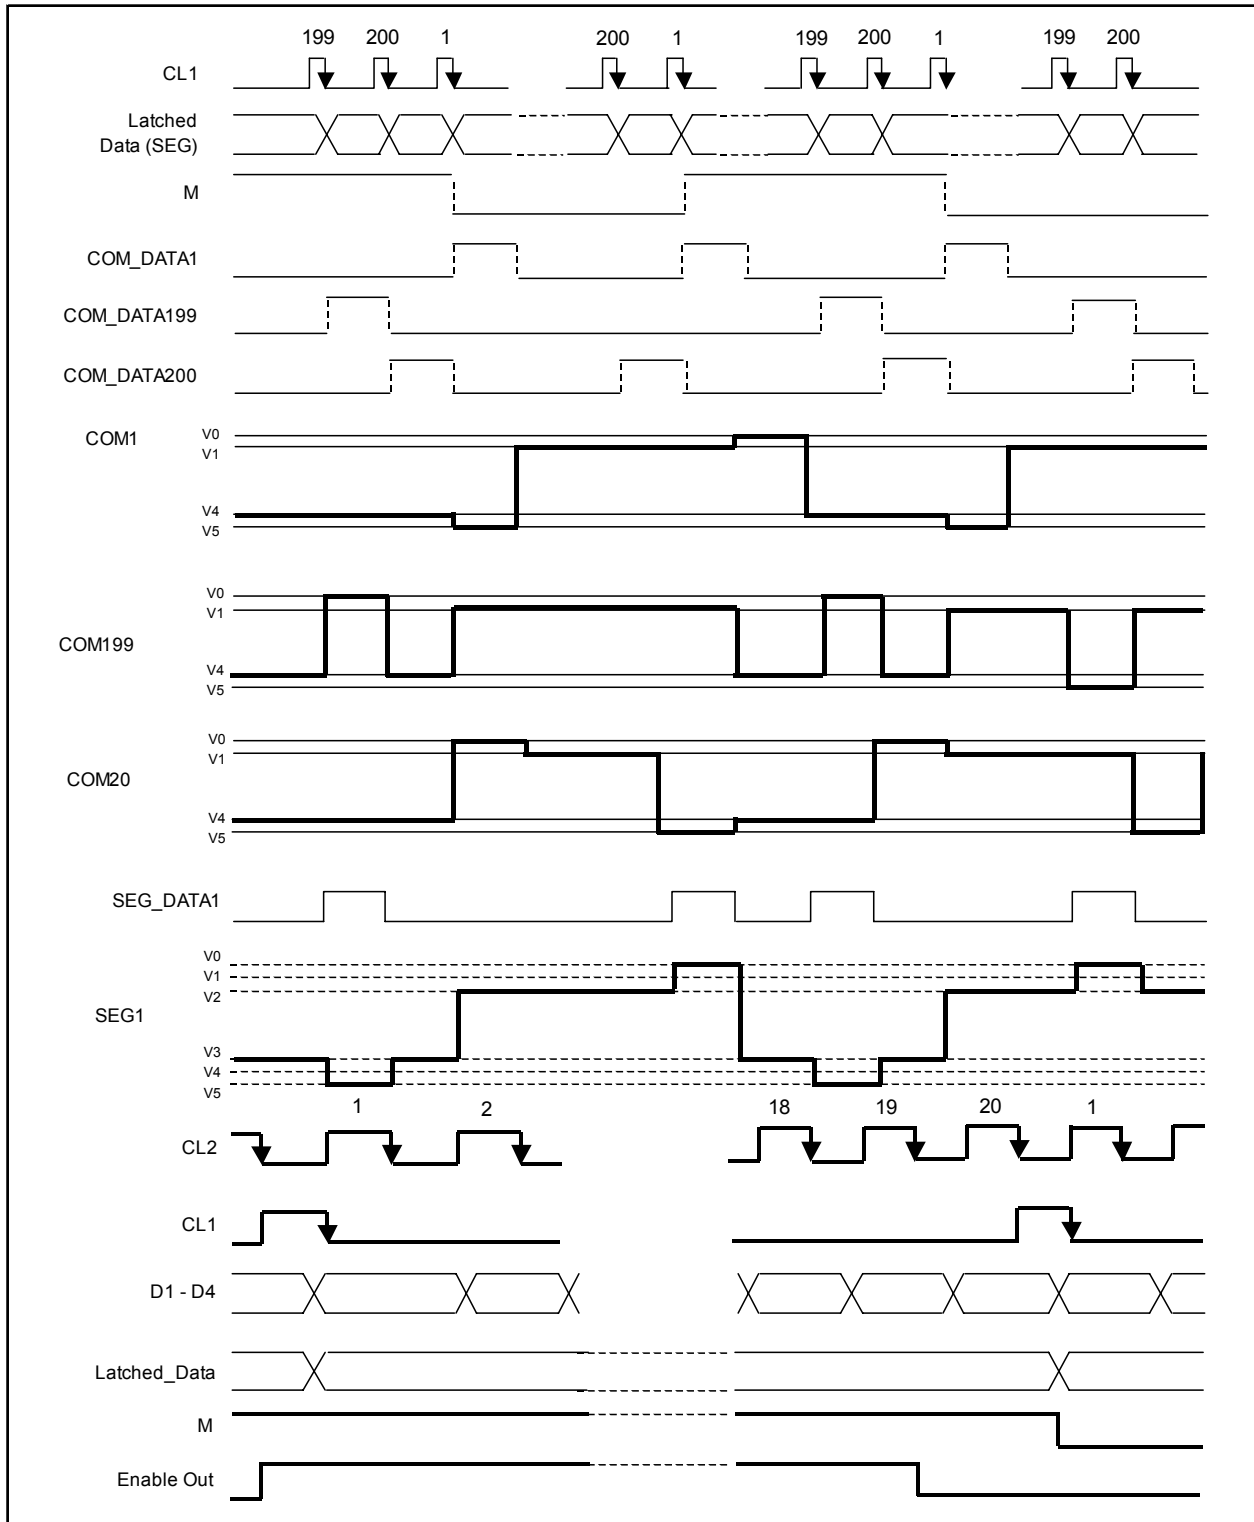 199 200 1 200 1 199 200 1 199 200
CL1
Latched
Data (SEG)
M
COM_DATA1
COM_DATA199
COM_DATA200
COM1
V0
V1
V4
V5
COM199
V0
V1
V4
V5
COM20
V0
V1
V4
V5
SEG_DATA1
SEG1
V0
V1
V2
V3
V4
V5
1 2 18 19 20 1
CL2
CL1
D1 - D4
Latched_Data
M
Enable Out